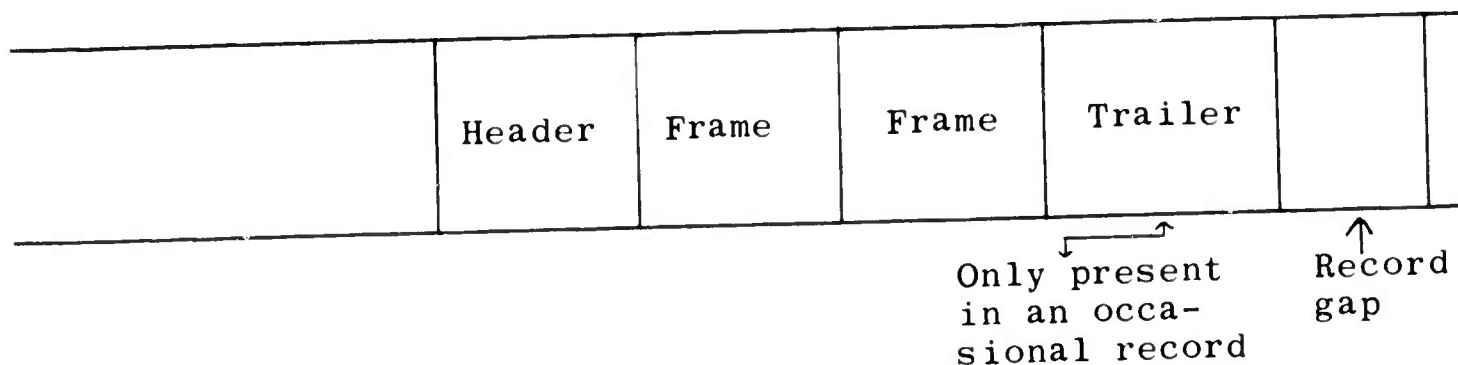 Header Frame Frame Trailer
Only present
in an occa-
sional record
Record
gap